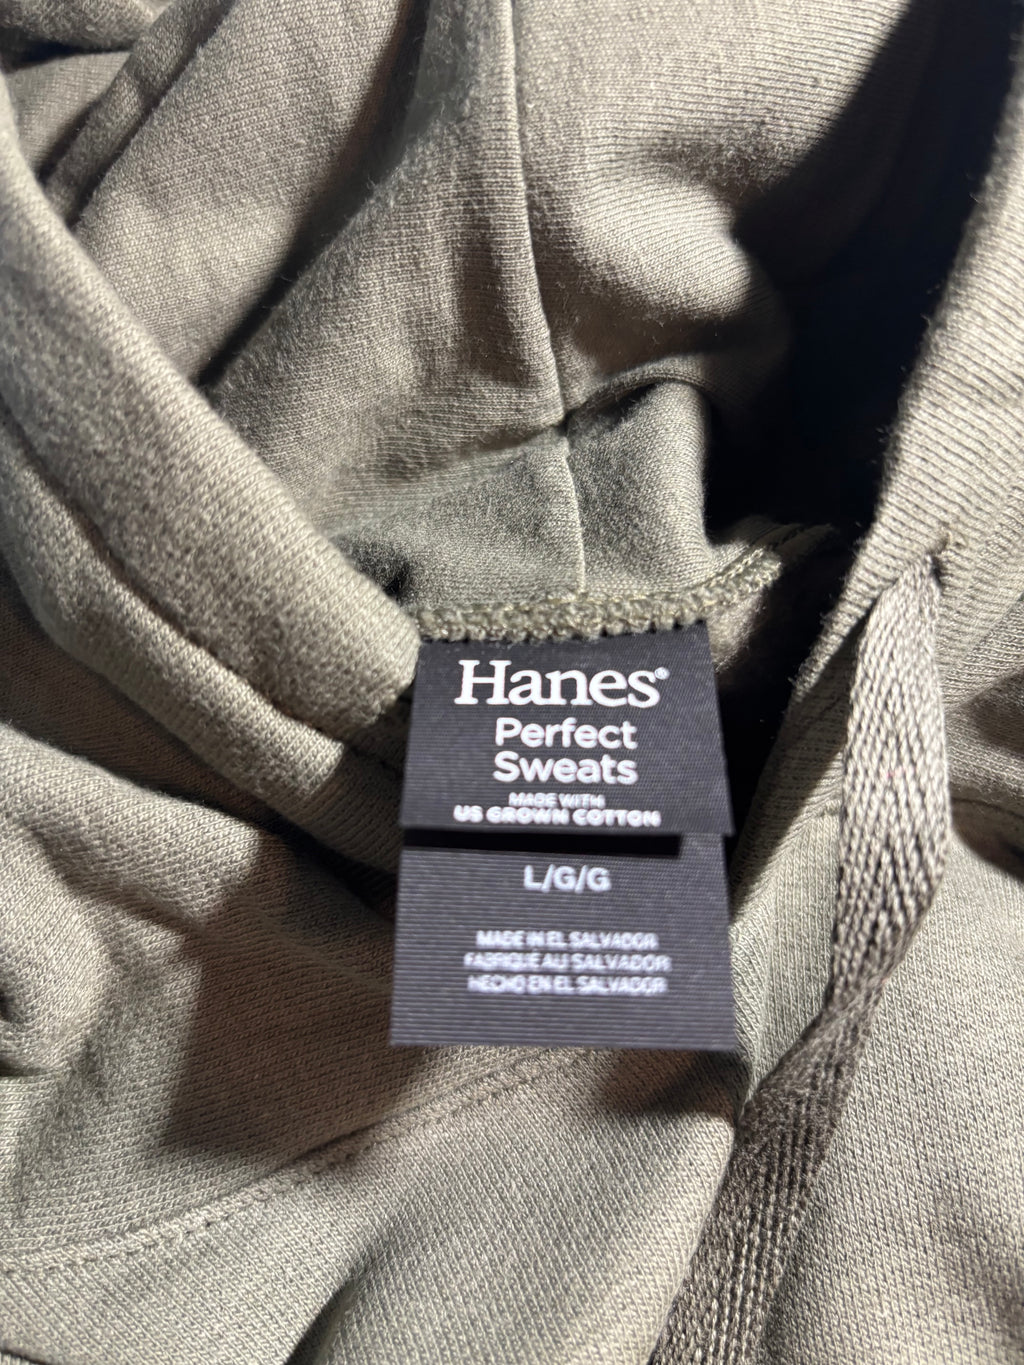 Hanes®
Perfect
Sweats
MADE WITH
US GROWN COTTON
L/G/G
MADE IN EL SALVADOR
FABRIQUÉ AU SALVADOR
HECHO EN EL SALVADOR